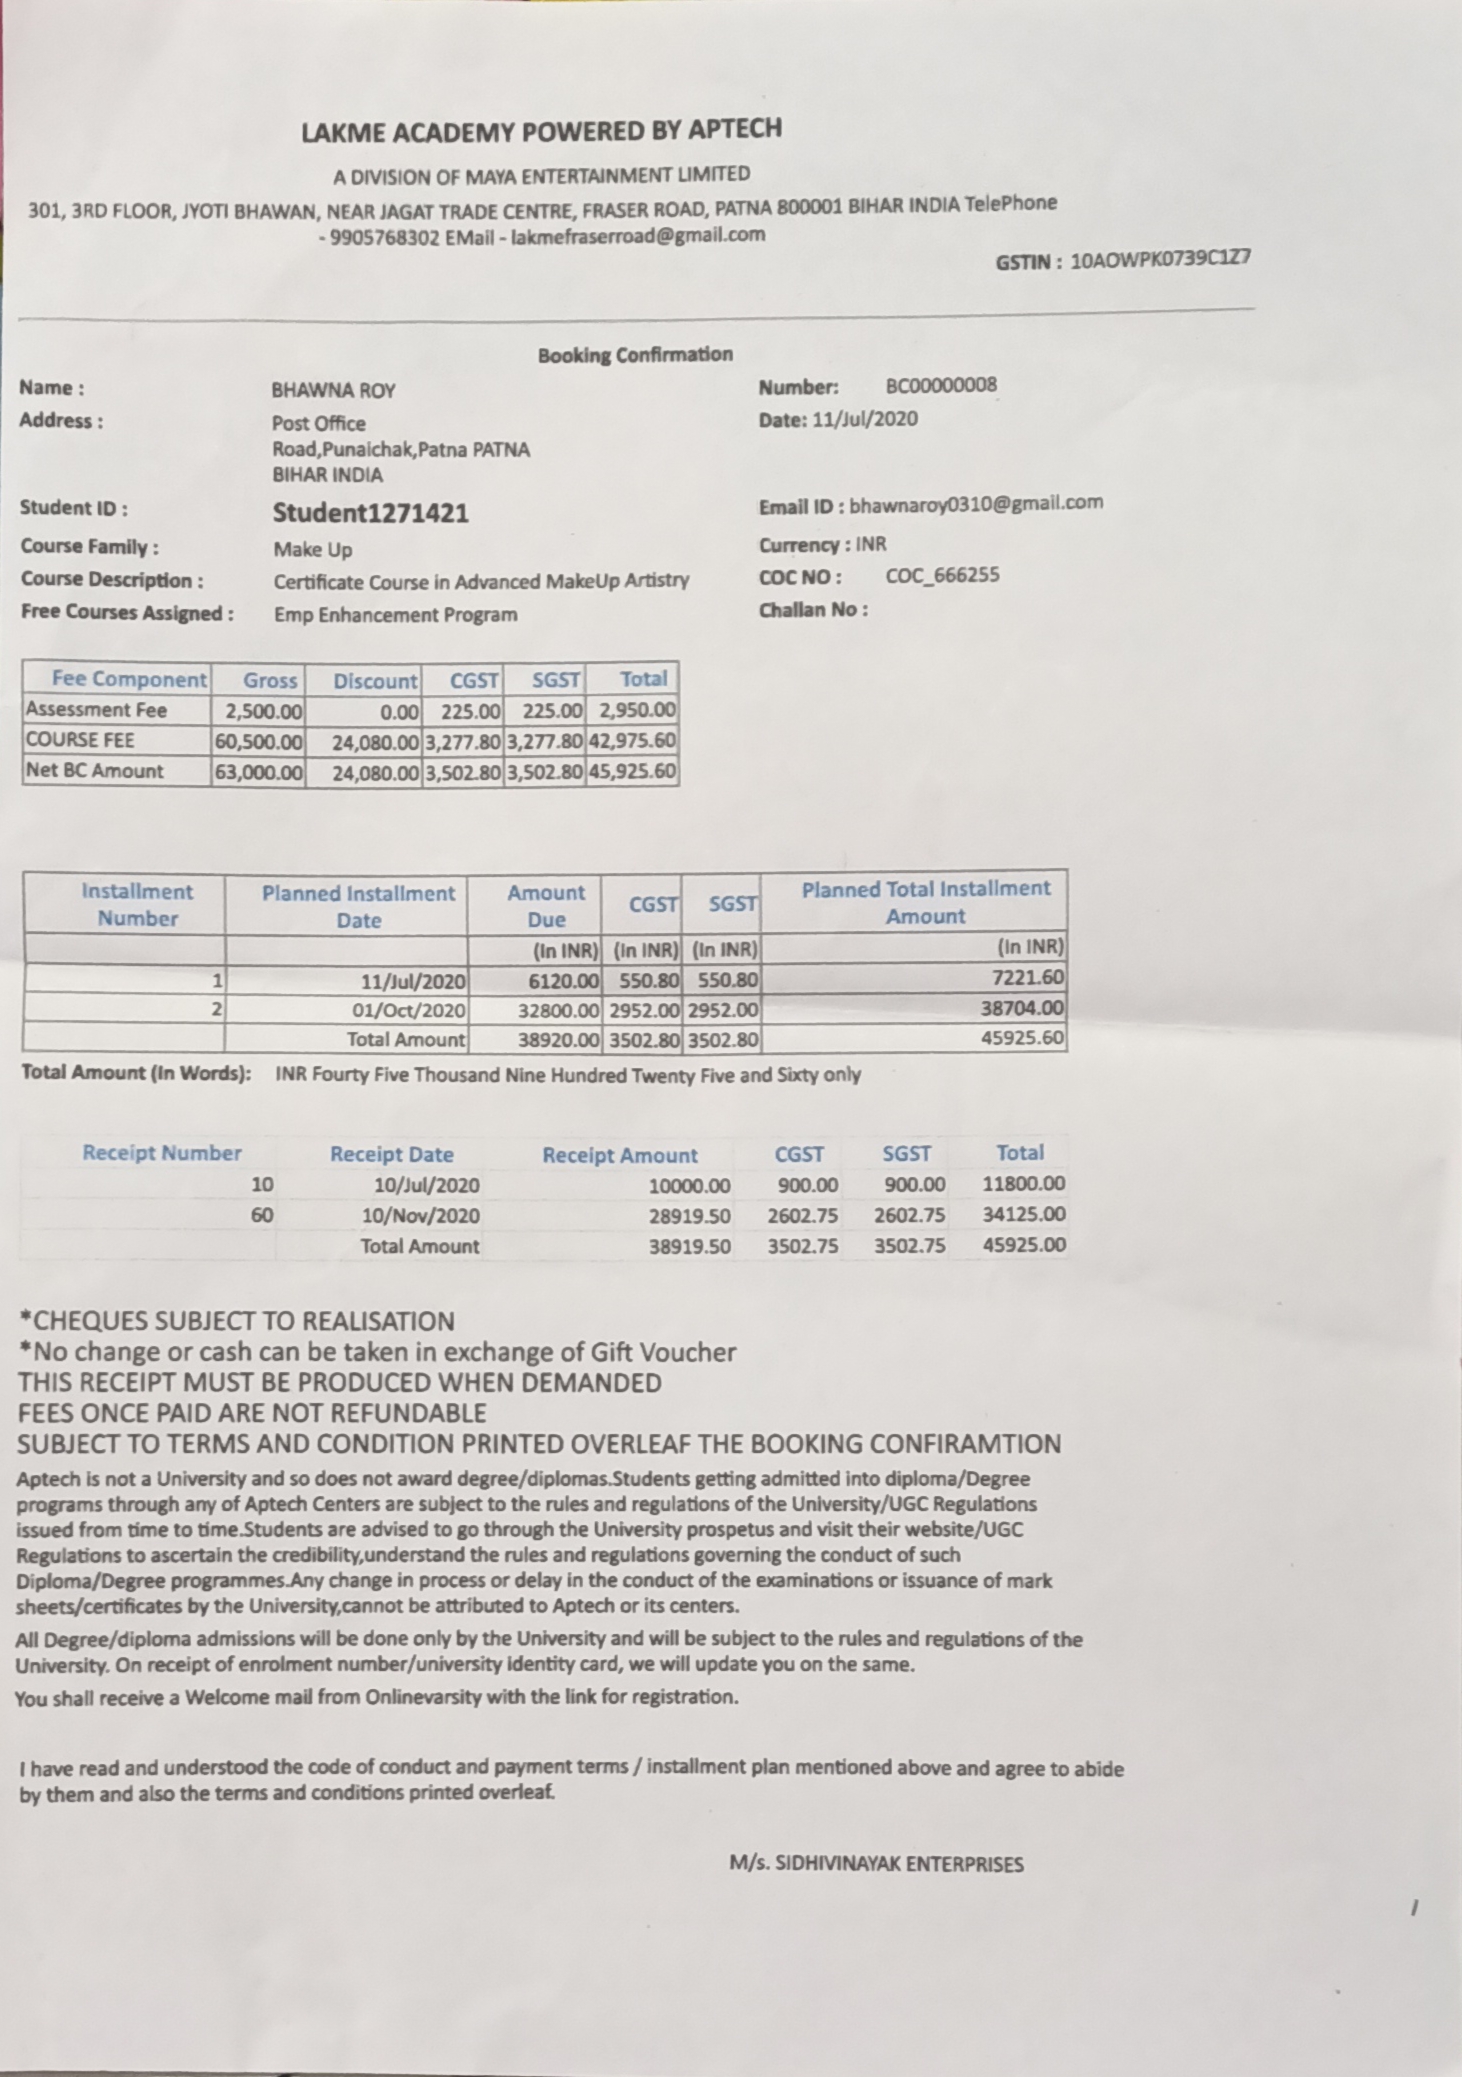 LAKME ACADEMY POWERED BY APTECH
A DIVISION OF MAYA ENTERTAINMENT LIMITED
301, 3RD FLOOR, JYOTI BHAWAN, NEAR JAGAT TRADE CENTRE, FRASER ROAD, PATNA 800001 BIHAR INDIA TelePhone
- 9905768302 EMail - lakmefraserroad@gmail.com
GSTIN : 10AOWPK0739C1Z7
Booking Confirmation
Name : BHAWNA ROY Number: BC00000008
Address : Post Office Date: 11/Jul/2020
Road,Punaichak,Patna PATNA
BIHAR INDIA
Student ID : Student1271421 Email ID : bhawnaroy0310@gmail.com
Course Family : Make Up Currency : INR
Course Description : Certificate Course in Advanced MakeUp Artistry COC NO : COC_666255
Free Courses Assigned : Emp Enhancement Program Challan No :
Fee Component Gross Discount CGST SGST Total
Assessment Fee 2,500.00 0.00 225.00 225.00 2,950.00
COURSE FEE 60,500.00 24,080.00 3,277.80 3,277.80 42,975.60
Net BC Amount 63,000.00 24,080.00 3,502.80 3,502.80 45,925.60
Installment Planned Installment Amount CGST SGST Planned Total Installment
Number Date Due Amount
(In INR) (In INR) (In INR) (In INR)
1 11/Jul/2020 6120.00 550.80 550.80 7221.60
2 01/Oct/2020 32800.00 2952.00 2952.00 38704.00
Total Amount 38920.00 3502.80 3502.80 45925.60
Total Amount (In Words): INR Fourty Five Thousand Nine Hundred Twenty Five and Sixty only
Receipt Number Receipt Date Receipt Amount CGST SGST Total
10 10/Jul/2020 10000.00 900.00 900.00 11800.00
60 10/Nov/2020 28919.50 2602.75 2602.75 34125.00
Total Amount 38919.50 3502.75 3502.75 45925.00
*CHEQUES SUBJECT TO REALISATION
*No change or cash can be taken in exchange of Gift Voucher
THIS RECEIPT MUST BE PRODUCED WHEN DEMANDED
FEES ONCE PAID ARE NOT REFUNDABLE
SUBJECT TO TERMS AND CONDITION PRINTED OVERLEAF THE BOOKING CONFIRAMTION
Aptech is not a University and so does not award degree/diplomas.Students getting admitted into diploma/Degree
programs through any of Aptech Centers are subject to the rules and regulations of the University/UGC Regulations
issued from time to time.Students are advised to go through the University prospetus and visit their website/UGC
Regulations to ascertain the credibility,understand the rules and regulations governing the conduct of such
Diploma/Degree programmes.Any change in process or delay in the conduct of the examinations or issuance of mark
sheets/certificates by the University,cannot be attributed to Aptech or its centers.
All Degree/diploma admissions will be done only by the University and will be subject to the rules and regulations of the
University. On receipt of enrolment number/university identity card, we will update you on the same.
You shall receive a Welcome mail from Onlinevarsity with the link for registration.
I have read and understood the code of conduct and payment terms / installment plan mentioned above and agree to abide
by them and also the terms and conditions printed overleaf.
M/s. SIDHIVINAYAK ENTERPRISES